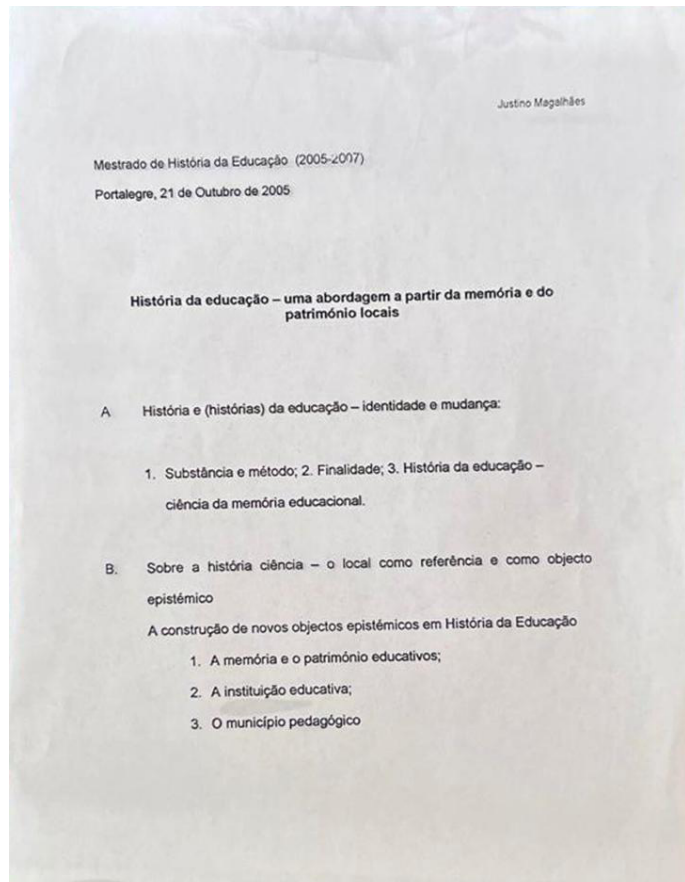 Justino Magalhães
Mestrado de História da Educação (2005-2007)
Portalegre, 21 de Outubro de 2005
História da educação – uma abordagem a partir da memória e do
património locais
A História e (histórias) da educação – identidade e mudança:
1. Substância e método; 2. Finalidade; 3. História da educação –
ciência da memória educacional.
B. Sobre a história ciência – o local como referência e como objecto
epistémico
A construção de novos objectos epistémicos em História da Educação
1. A memória e o património educativos;
2. A instituição educativa;
3. O município pedagógico